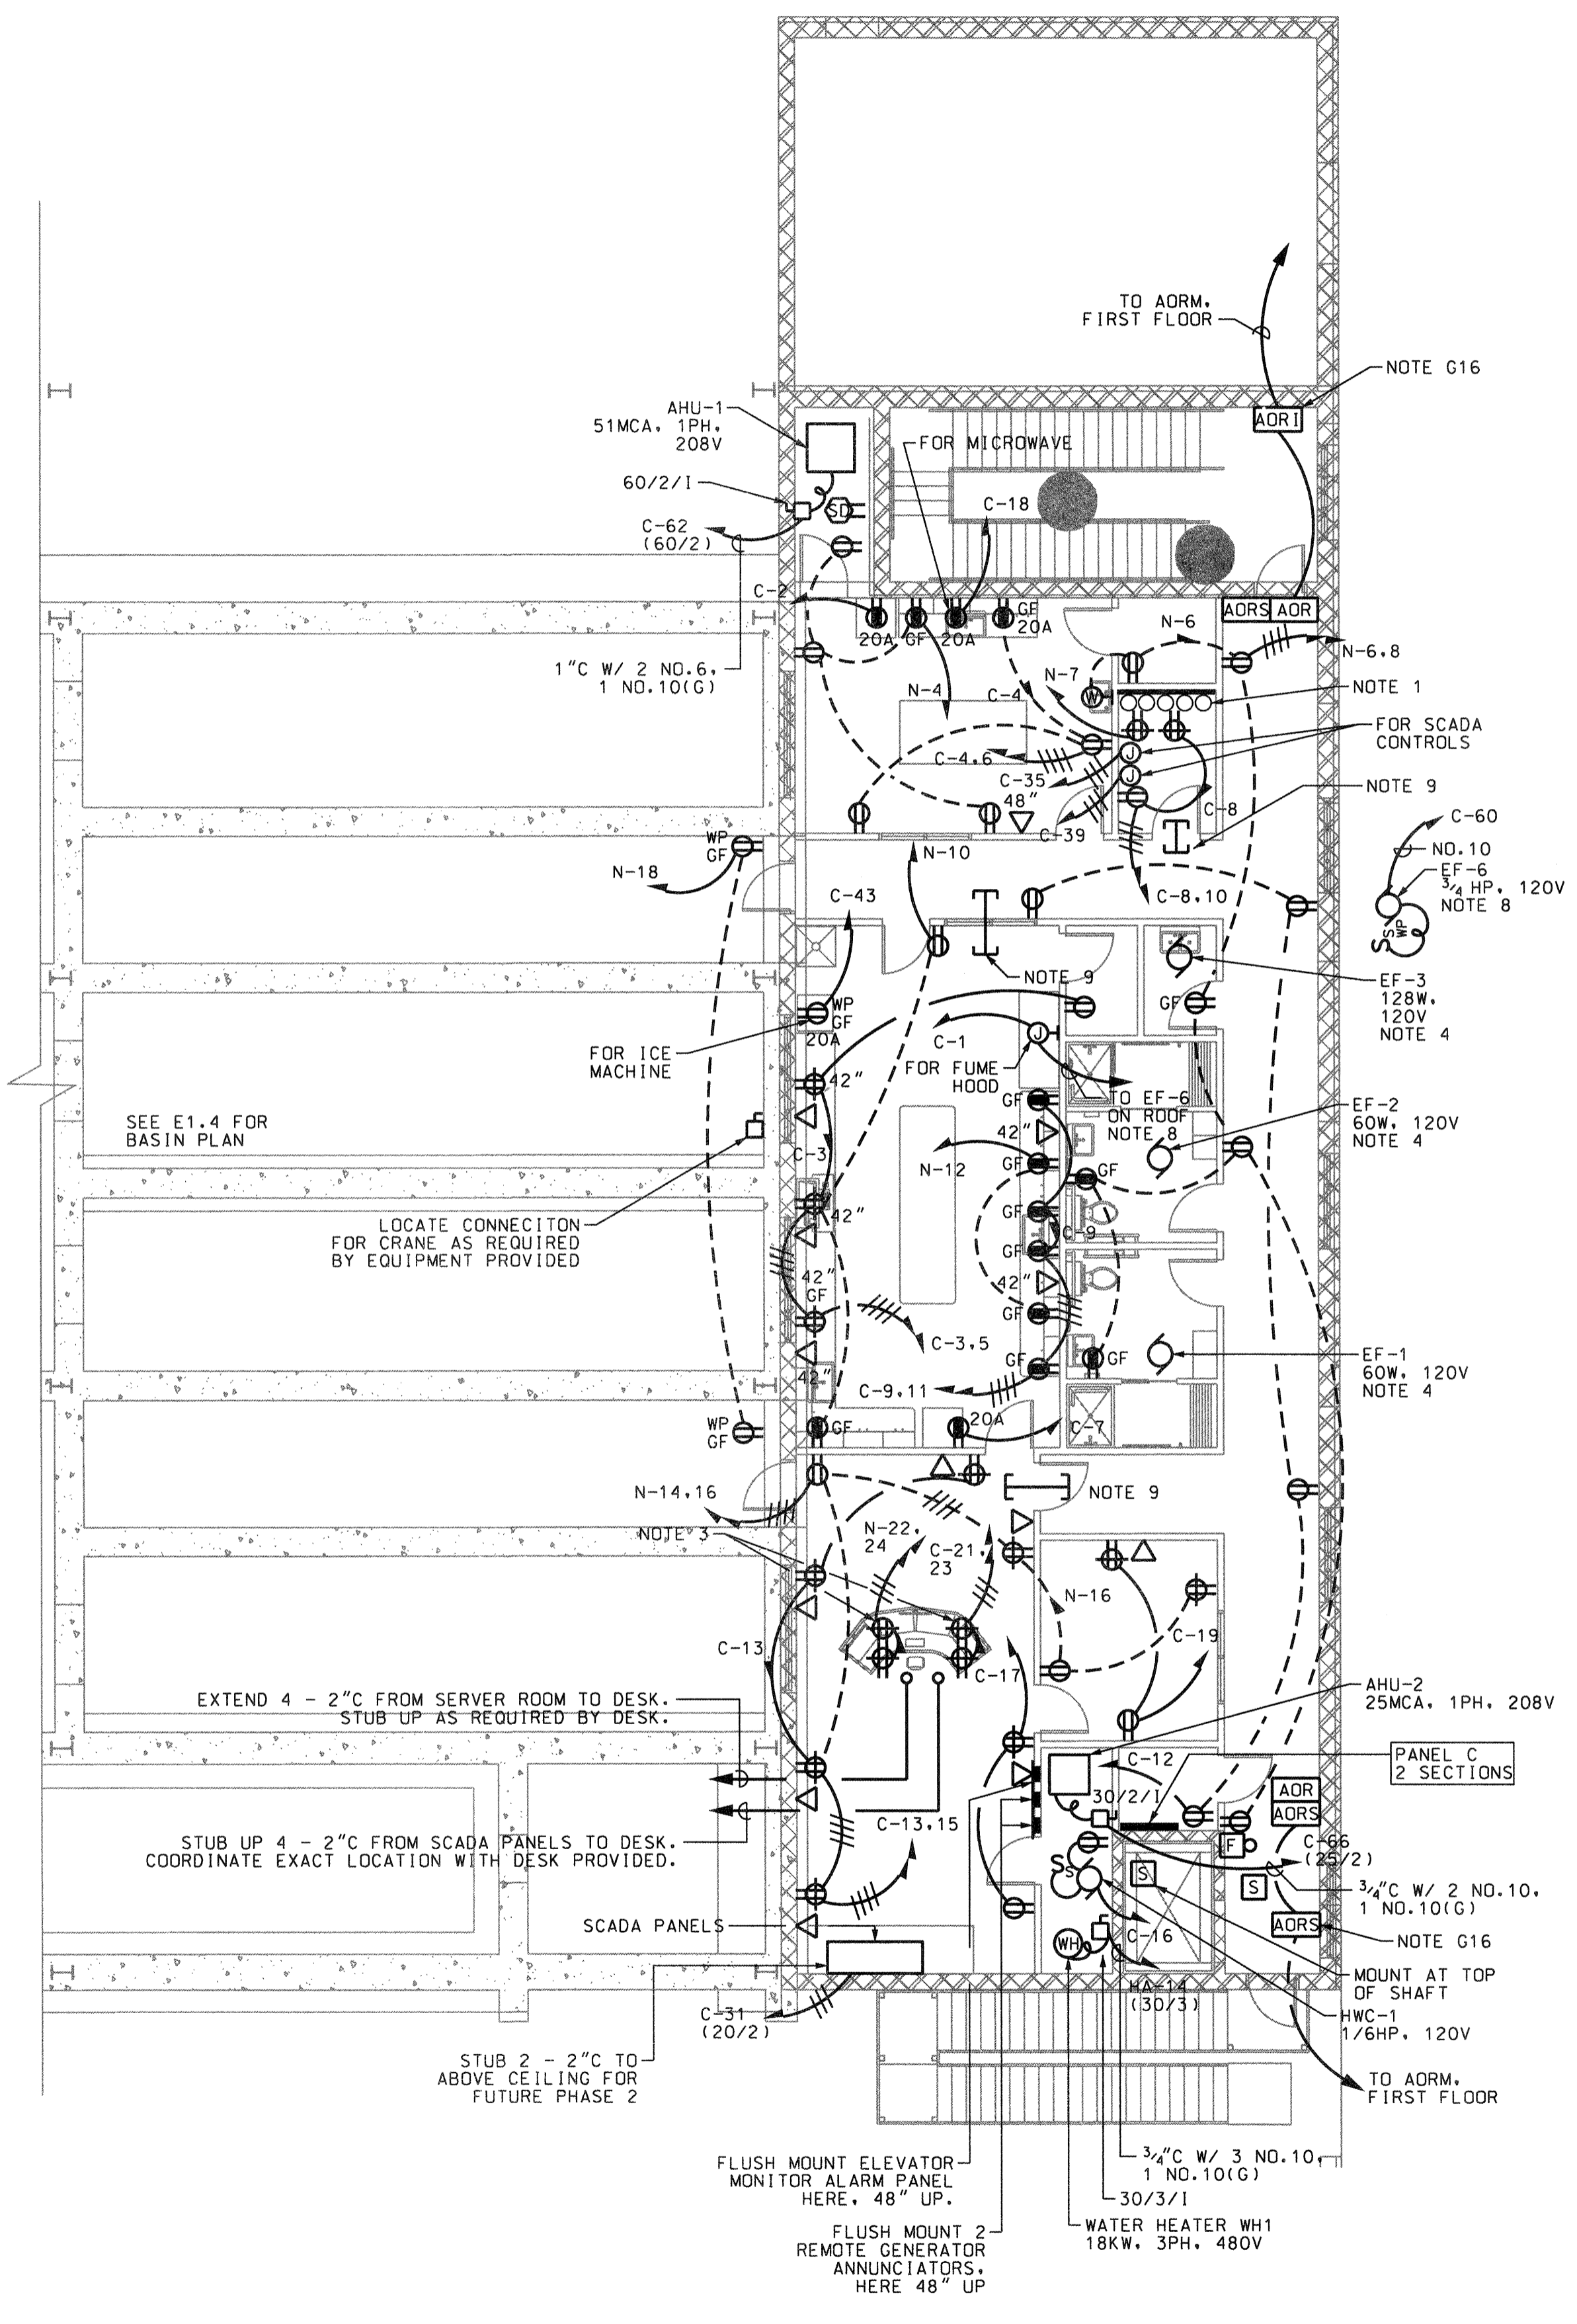 TO AORM,
FIRST FLOOR
NOTE G16
AORI
AHU-1
51MCA, 1PH,
208V
FOR MICROWAVE
60/2/I
SD
C-18
C-62
(60/2)
C-2
AORS
AOR
20A
GF
20A
GF
20A
N-6
N-6,8
1"C W/ 2 NO.6,
1 NO.10(G)
N-7
W
NOTE 1
N-4
C-4
FOR SCADA
CONTROLS
J
J
C-4,6
C-35
NOTE 9
48"
C-8
C-39
C-60
WP
GF
N-10
NO.10
EF-6
3/4 HP, 120V
NOTE 8
N-18
C-43
C-8,10
SS
WP
NOTE 9
EF-3
128W,
120V
NOTE 4
GF
WP
GF
20A
C-1
J
FOR ICE
MACHINE
FOR FUME
HOOD
42"
TO EF-6
ON ROOF
NOTE 8
GF
EF-2
60W, 120V
NOTE 4
SEE E1.4 FOR
BASIN PLAN
42"
C-3
N-12
GF
GF
42"
GF
C-9
LOCATE CONNECITON
FOR CRANE AS REQUIRED
BY EQUIPMENT PROVIDED
GF
42"
GF
42"
GF
C-3,5
EF-1
60W, 120V
NOTE 4
GF
GF
42"
C-9,11
20A
WP
GF
GF
C-7
N-14,16
NOTE 9
NOTE 3
N-22,
24
C-21,
23
N-16
C-13
C-19
C-17
AHU-2
25MCA, 1PH, 208V
EXTEND 4 - 2"C FROM SERVER ROOM TO DESK.
STUB UP AS REQUIRED BY DESK.
C-12
PANEL C
2 SECTIONS
30/2/I
AOR
AORS
C-13,15
STUB UP 4 - 2"C FROM SCADA PANELS TO DESK.
COORDINATE EXACT LOCATION WITH DESK PROVIDED.
F
C-66
(25/2)
SS
S
S
3/4"C W/ 2 NO.10,
1 NO.10(G)
SCADA PANELS
AORS
C-16
WH
NOTE G16
MOUNT AT TOP
OF SHAFT
HA-14
(30/3)
C-31
(20/2)
HWC-1
1/6HP, 120V
STUB 2 - 2"C TO
ABOVE CEILING FOR
FUTURE PHASE 2
TO AORM,
FIRST FLOOR
FLUSH MOUNT ELEVATOR
MONITOR ALARM PANEL
HERE, 48" UP.
3/4"C W/ 3 NO.10,
1 NO.10(G)
30/3/I
FLUSH MOUNT 2
REMOTE GENERATOR
ANNUNCIATORS,
HERE 48" UP
WATER HEATER WH1
18KW, 3PH, 480V